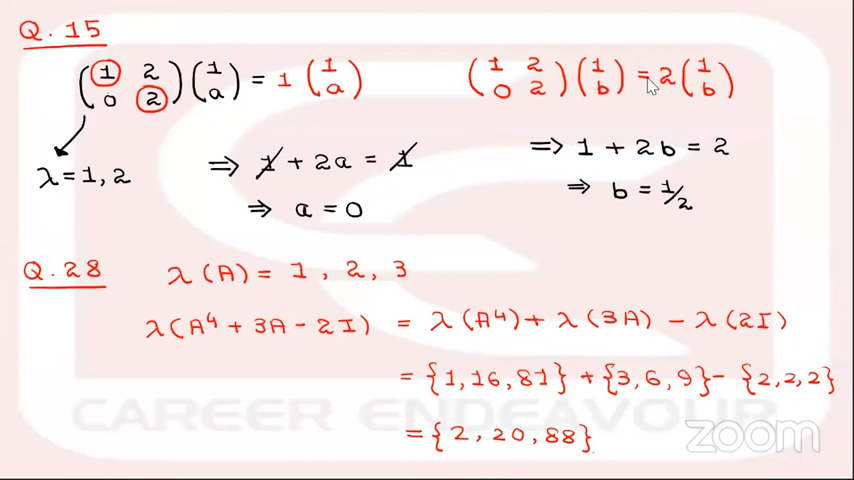 Q. 15
(1 2 0 2)(1 a) = 1 (1 a)
(1 2 0 2)(1 b) = 2 (1 b)
λ = 1, 2
⇒ 1 + 2a = 1
⇒ a = 0
⇒ 1 + 2b = 2
⇒ b = 1/2
Q. 28
λ(A) = 1, 2, 3
λ(A⁴ + 3A - 2I) = λ(A⁴) + λ(3A) - λ(2I)
= {1, 16, 81} + {3, 6, 9} - {2, 2, 2}
= {2, 20, 88}
CAREER ENDEAVOUR
zoom